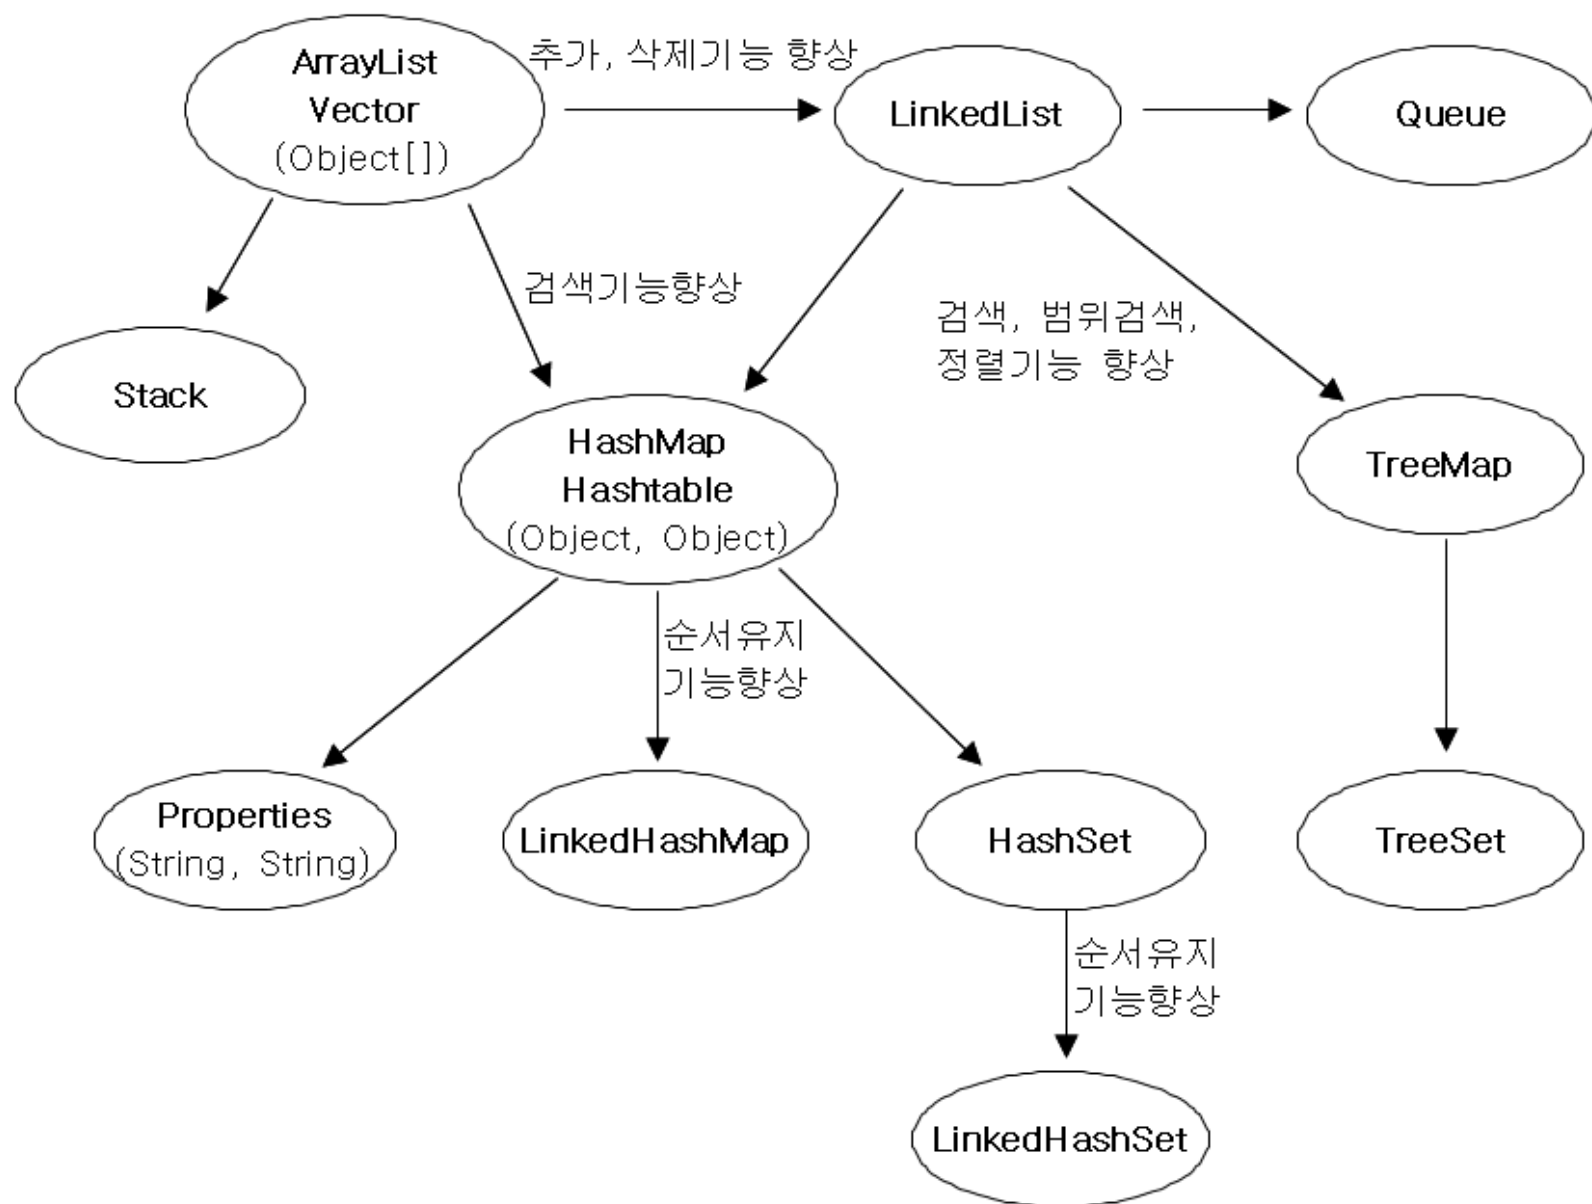 ArrayList
Vector
(Object[])
추가, 삭제기능 향상
LinkedList
Queue
검색기능향상
검색, 범위검색,
정렬기능 향상
Stack
HashMap
Hashtable
(Object, Object)
TreeMap
순서유지
기능향상
Properties
(String, String)
LinkedHashMap
HashSet
TreeSet
순서유지
기능향상
LinkedHashSet